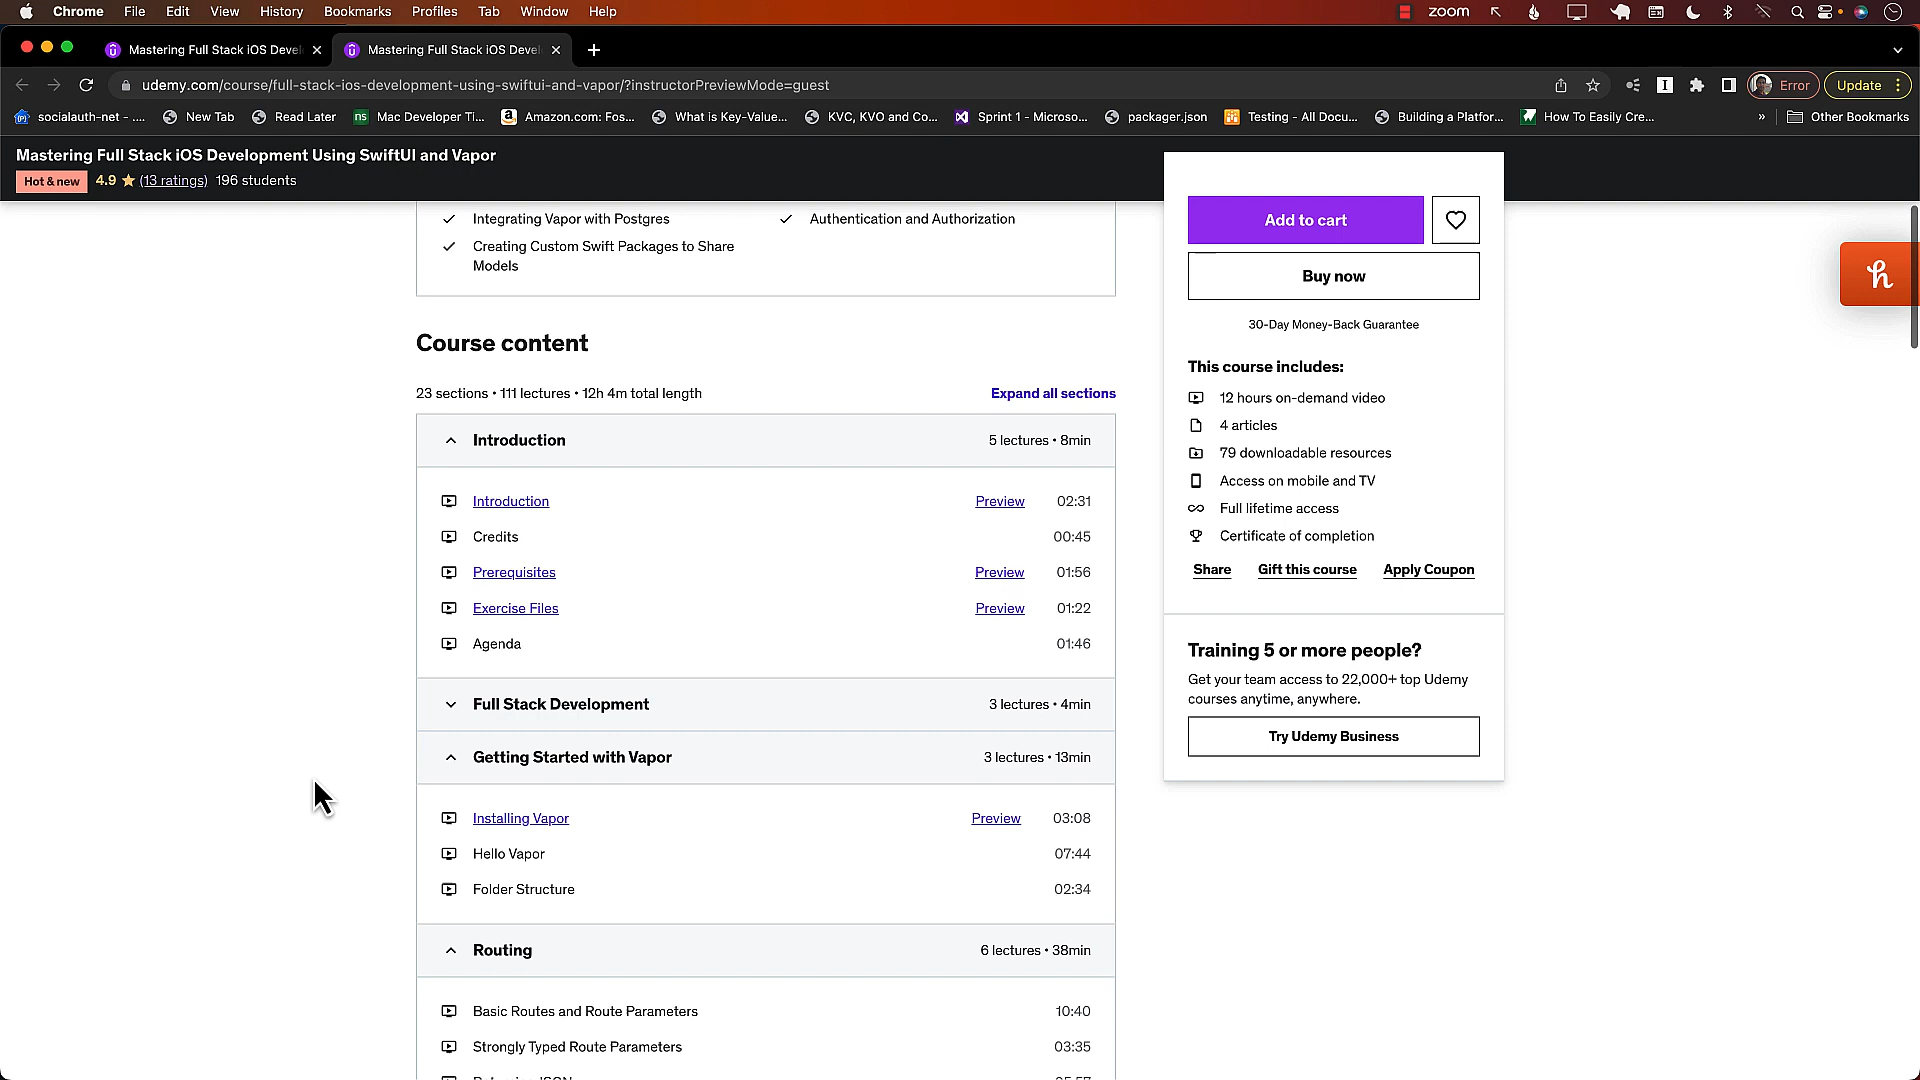 Chrome File Edit View History Bookmarks Profiles Tab Window Help zoom
Mastering Full Stack iOS Devel Mastering Full Stack iOS Devel
udemy.com/course/full-stack-ios-development-using-swiftui-and-vapor/?instructorPreviewMode=guest Error Update
socialauth-net - .... New Tab Read Later ns Mac Developer Ti... Amazon.com: Fos... What is Key-Value... KVC, KVO and Co... Sprint 1 - Microso... packager.json Testing - All Docu... Building a Platfor... How To Easily Cre... » Other Bookmarks
Mastering Full Stack iOS Development Using SwiftUI and Vapor
Hot & new 4.9 (13 ratings) 196 students
Integrating Vapor with Postgres
Authentication and Authorization
Creating Custom Swift Packages to Share
Models
Course content
23 sections • 111 lectures • 12h 4m total length Expand all sections
Introduction 5 lectures • 8min
Introduction Preview 02:31
Credits 00:45
Prerequisites Preview 01:56
Exercise Files Preview 01:22
Agenda 01:46
Full Stack Development 3 lectures • 4min
Getting Started with Vapor 3 lectures • 13min
Installing Vapor Preview 03:08
Hello Vapor 07:44
Folder Structure 02:34
Routing 6 lectures • 38min
Basic Routes and Route Parameters 10:40
Strongly Typed Route Parameters 03:35
Add to cart
Buy now
30-Day Money-Back Guarantee
This course includes:
12 hours on-demand video
4 articles
79 downloadable resources
Access on mobile and TV
Full lifetime access
Certificate of completion
Share Gift this course Apply Coupon
Training 5 or more people?
Get your team access to 22,000+ top Udemy
courses anytime, anywhere.
Try Udemy Business
h